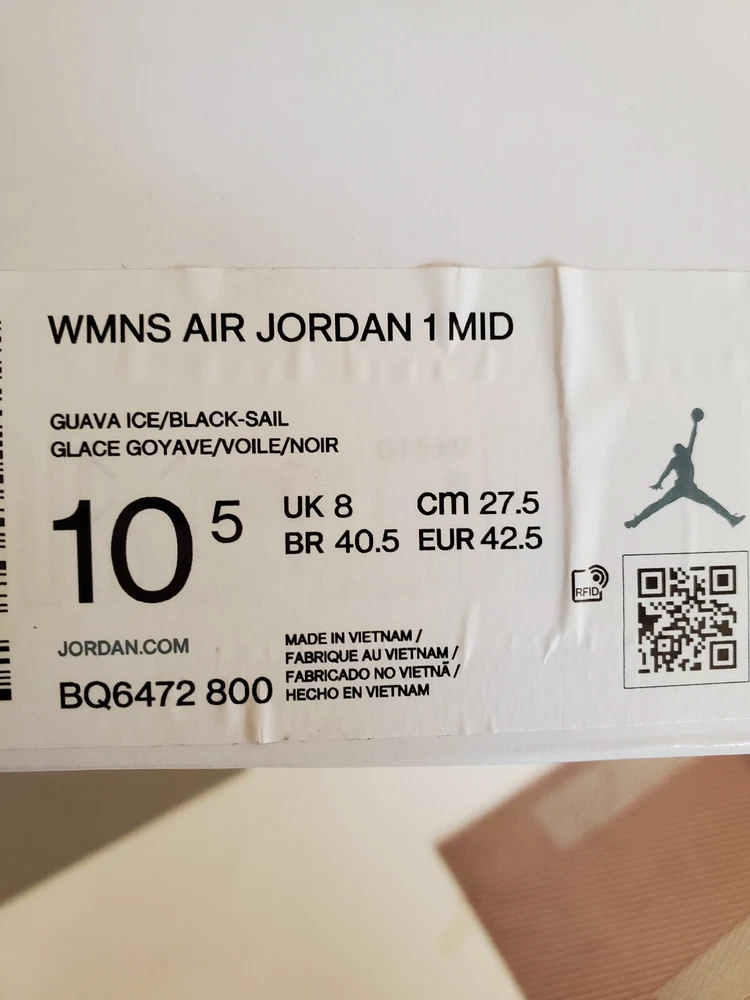 WMNS AIR JORDAN 1 MID
GUAVA ICE/BLACK-SAIL
GLACE GOYAVE/VOILE/NOIR
10 5
UK 8 cm 27.5
BR 40.5 EUR 42.5
RFID
JORDAN.COM
BQ6472 800
MADE IN VIETNAM /
FABRIQUE AU VIETNAM /
FABRICADO NO VIETNÃ /
HECHO EN VIETNAM